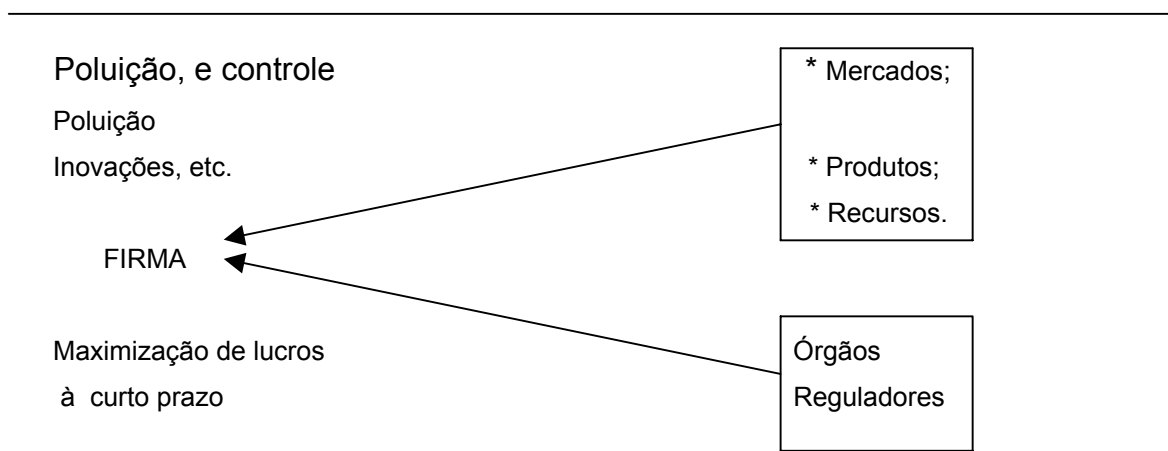 Poluição, e controle
Poluição
Inovações, etc.
FIRMA
Maximização de lucros
à curto prazo
* Mercados;
* Produtos;
* Recursos.
Órgãos
Reguladores